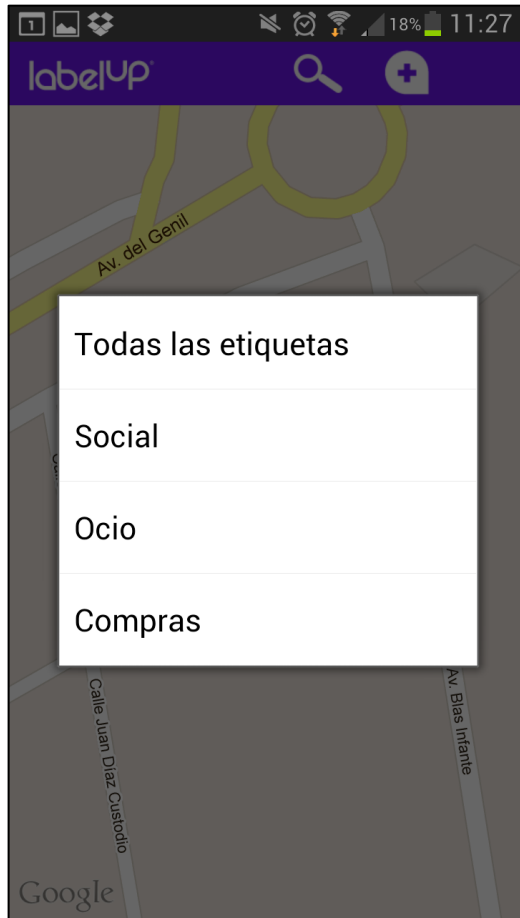 1
18%
11:27
labelUP
Av. del Genil
Todas las etiquetas
Social
Ocio
Compras
Calle Juan Díaz Custodio
Av. Blas Infante
Google